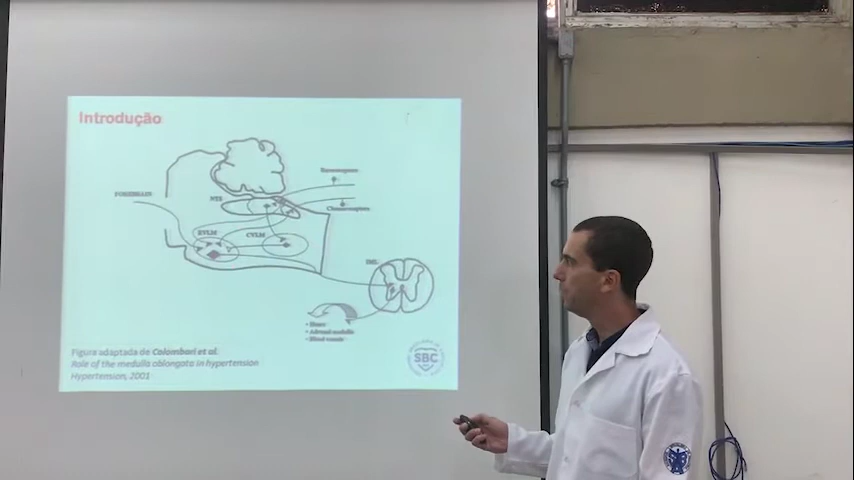 Introdução
Baroreceptors
FOREBRAIN
NTS
Chemoreceptors
RVLM
CVLM
IML
• Heart
• Adrenal medulla
• Blood vessels
Figura adaptada de Colombari et al.
Role of the medulla oblongata in hypertension
Hypertension, 2001
SBC